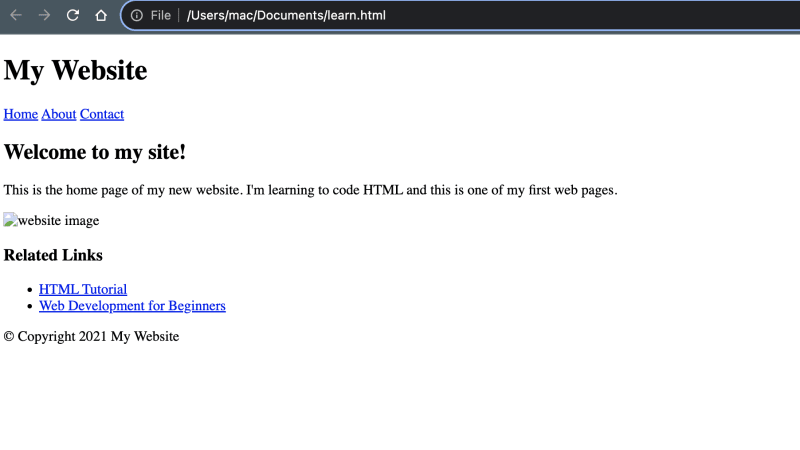 File /Users/mac/Documents/learn.html
My Website
Home About Contact
Welcome to my site!
This is the home page of my new website. I'm learning to code HTML and this is one of my first web pages.
website image
Related Links
• HTML Tutorial
• Web Development for Beginners
© Copyright 2021 My Website